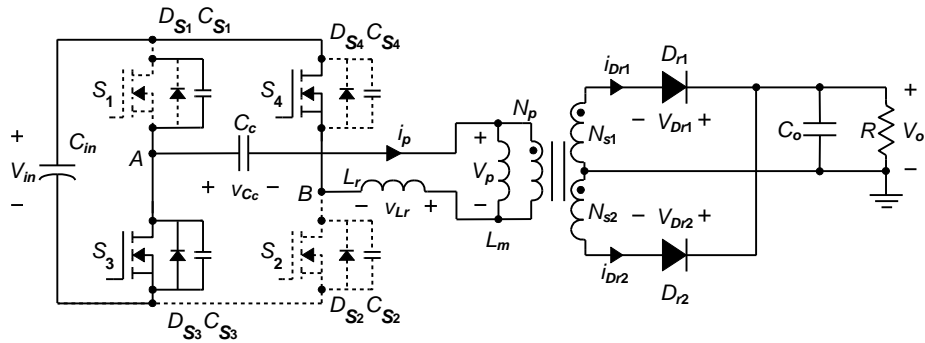 D_S1 C_S1
D_S4 C_S4
S_1
S_4
D_r1
i_Dr1
C_c
i_p
N_p
− V_Dr1 +
+
V_in
−
C_in
A
+ v_Cc −
B
L_r
− v_Lr +
+
V_p
−
N_s1
N_s2
C_o
R
+
V_o
−
L_m
− V_Dr2 +
S_3
S_2
i_Dr2
D_r2
D_S3 C_S3
D_S2 C_S2